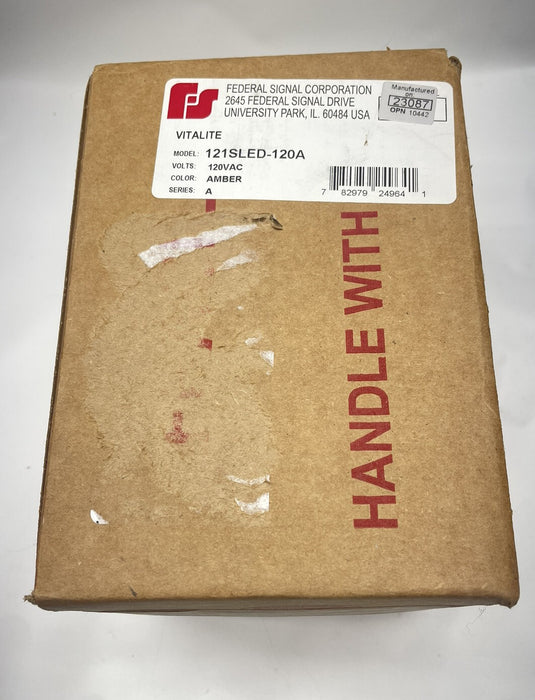 FEDERAL SIGNAL CORPORATION
2645 FEDERAL SIGNAL DRIVE
UNIVERSITY PARK, IL. 60484 USA
Manufactured
on:
23087
OPN 10442
VITALITE
MODEL: 121SLED-120A
VOLTS: 120VAC
COLOR: AMBER
SERIES: A
7 82979 24964 1
HANDLE WITH